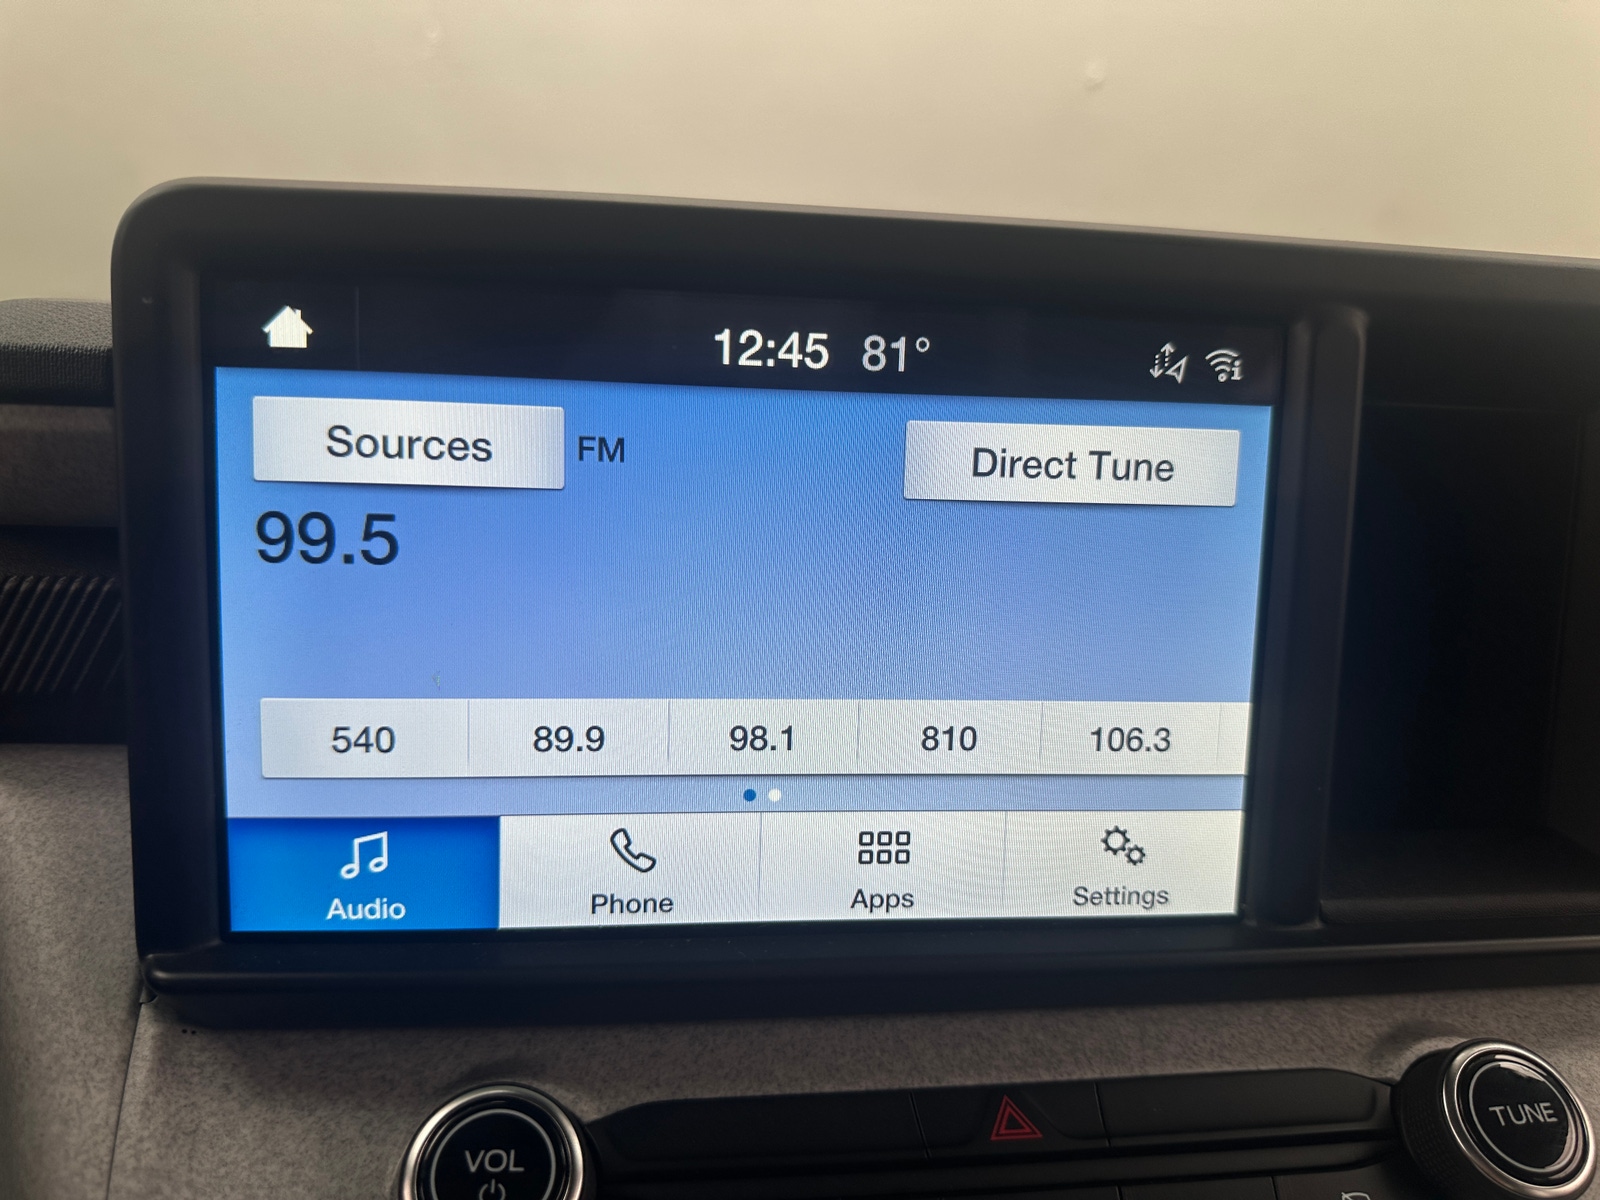 12:45 81°
Sources FM Direct Tune
99.5
540 89.9 98.1 810 106.3
Audio Phone Apps Settings
VOL TUNE